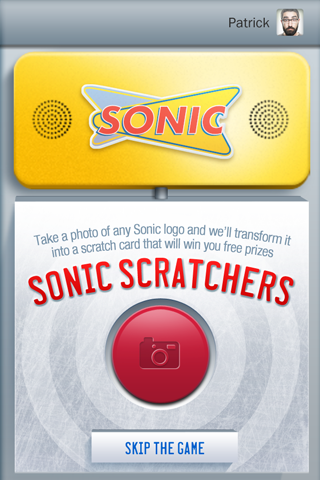 Patrick
SONIC
Take a photo of any Sonic logo and we'll transform it
into a scratch card that will win you free prizes
SONIC SCRATCHERS
SKIP THE GAME